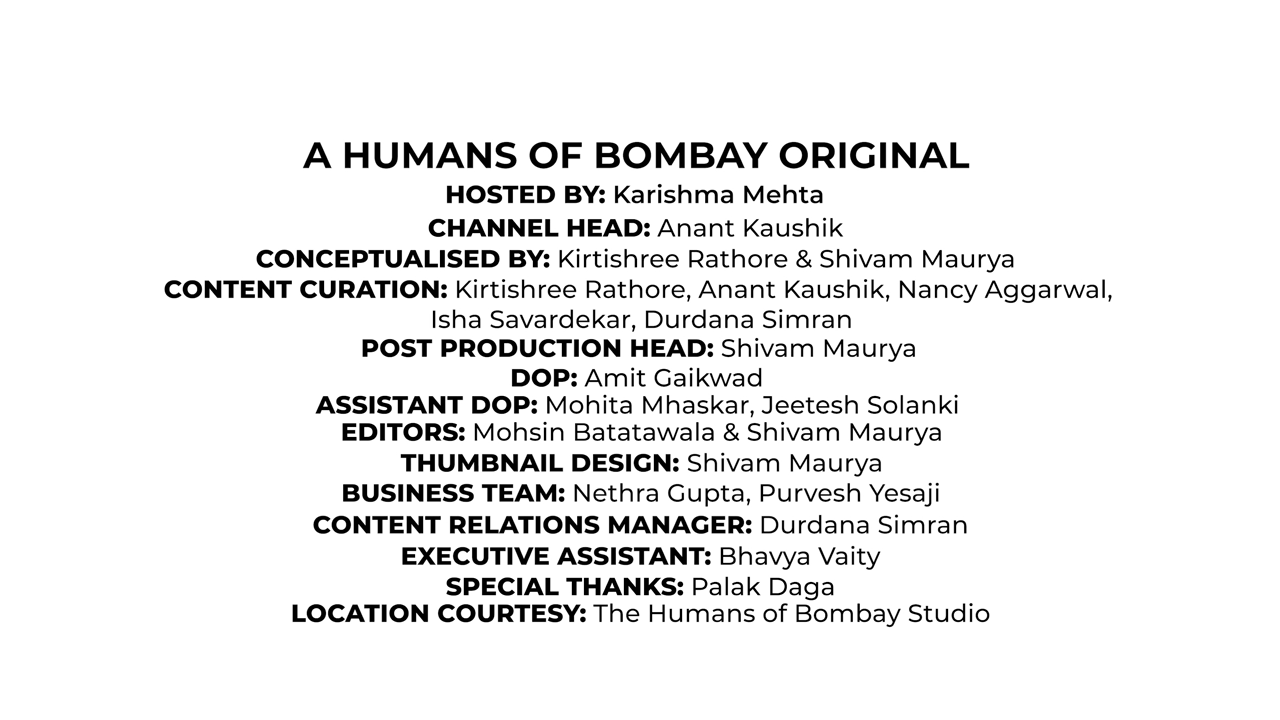 A HUMANS OF BOMBAY ORIGINAL
HOSTED BY: Karishma Mehta
CHANNEL HEAD: Anant Kaushik
CONCEPTUALISED BY: Kirtishree Rathore & Shivam Maurya
CONTENT CURATION: Kirtishree Rathore, Anant Kaushik, Nancy Aggarwal,
Isha Savardekar, Durdana Simran
POST PRODUCTION HEAD: Shivam Maurya
DOP: Amit Gaikwad
ASSISTANT DOP: Mohita Mhaskar, Jeetesh Solanki
EDITORS: Mohsin Batatawala & Shivam Maurya
THUMBNAIL DESIGN: Shivam Maurya
BUSINESS TEAM: Nethra Gupta, Purvesh Yesaji
CONTENT RELATIONS MANAGER: Durdana Simran
EXECUTIVE ASSISTANT: Bhavya Vaity
SPECIAL THANKS: Palak Daga
LOCATION COURTESY: The Humans of Bombay Studio